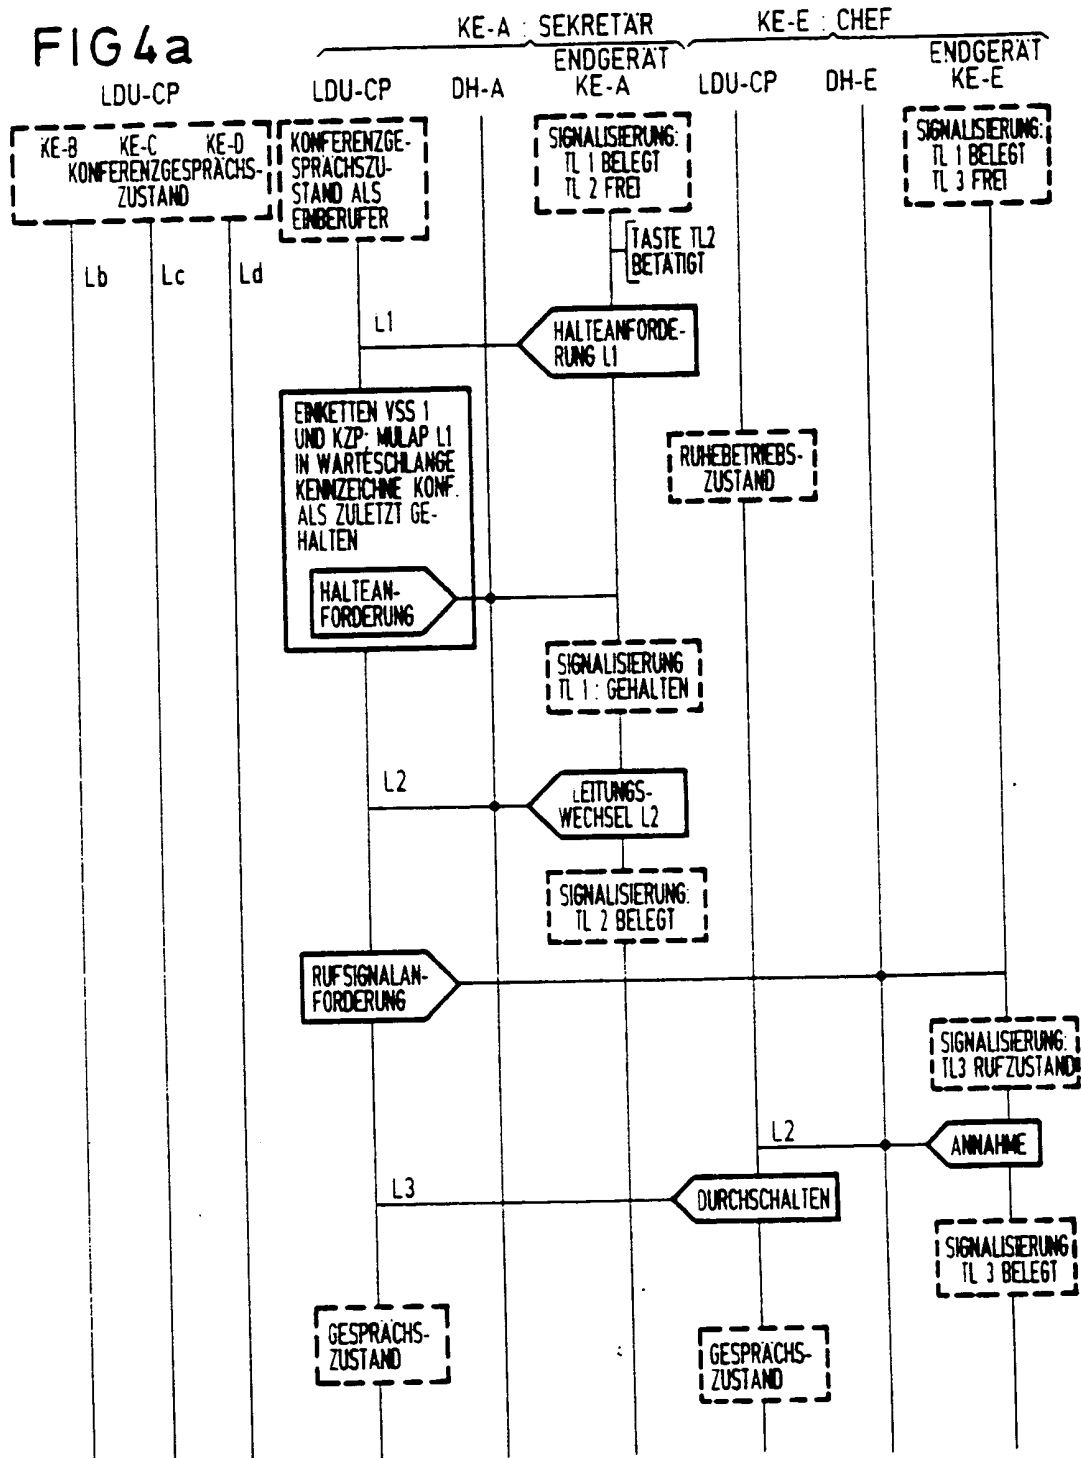 FIG 4a
KE-A : SEKRETÄR
KE-E : CHEF
LDU-CP
LDU-CP
DH-A
ENDGERÄT
KE-A
LDU-CP
DH-E
ENDGERÄT
KE-E
KE-B KE-C KE-D
KONFERENZGESPRÄCHS-
ZUSTAND
KONFERENZGE-
SPRÄCHSZU-
STAND ALS
EINBERUFER
SIGNALISIERUNG:
TL 1 BELEGT
TL 2 FREI
SIGNALISIERUNG:
TL 1 BELEGT
TL 3 FREI
TASTE TL2
BETÄTIGT
Lb
Lc
Ld
L1
HALTEANFORDE-
RUNG L1
EINKETTEN VSS 1
UND KZP; MULAP L1
IN WARTESCHLANGE
KENNZEICHNE KONF.
ALS ZULETZT GE-
HALTEN
RUHEBETRIEBS-
ZUSTAND
HALTEAN-
FORDERUNG
SIGNALISIERUNG
TL 1 : GEHALTEN
L2
LEITUNGS-
WECHSEL L2
SIGNALISIERUNG:
TL 2 BELEGT
RUFSIGNALAN-
FORDERUNG
SIGNALISIERUNG:
TL3 RUFZUSTAND
L2
ANNAHME
L3
DURCHSCHALTEN
SIGNALISIERUNG
TL 3 BELEGT
GESPRÄCHS-
ZUSTAND
GESPRÄCHS-
ZUSTAND